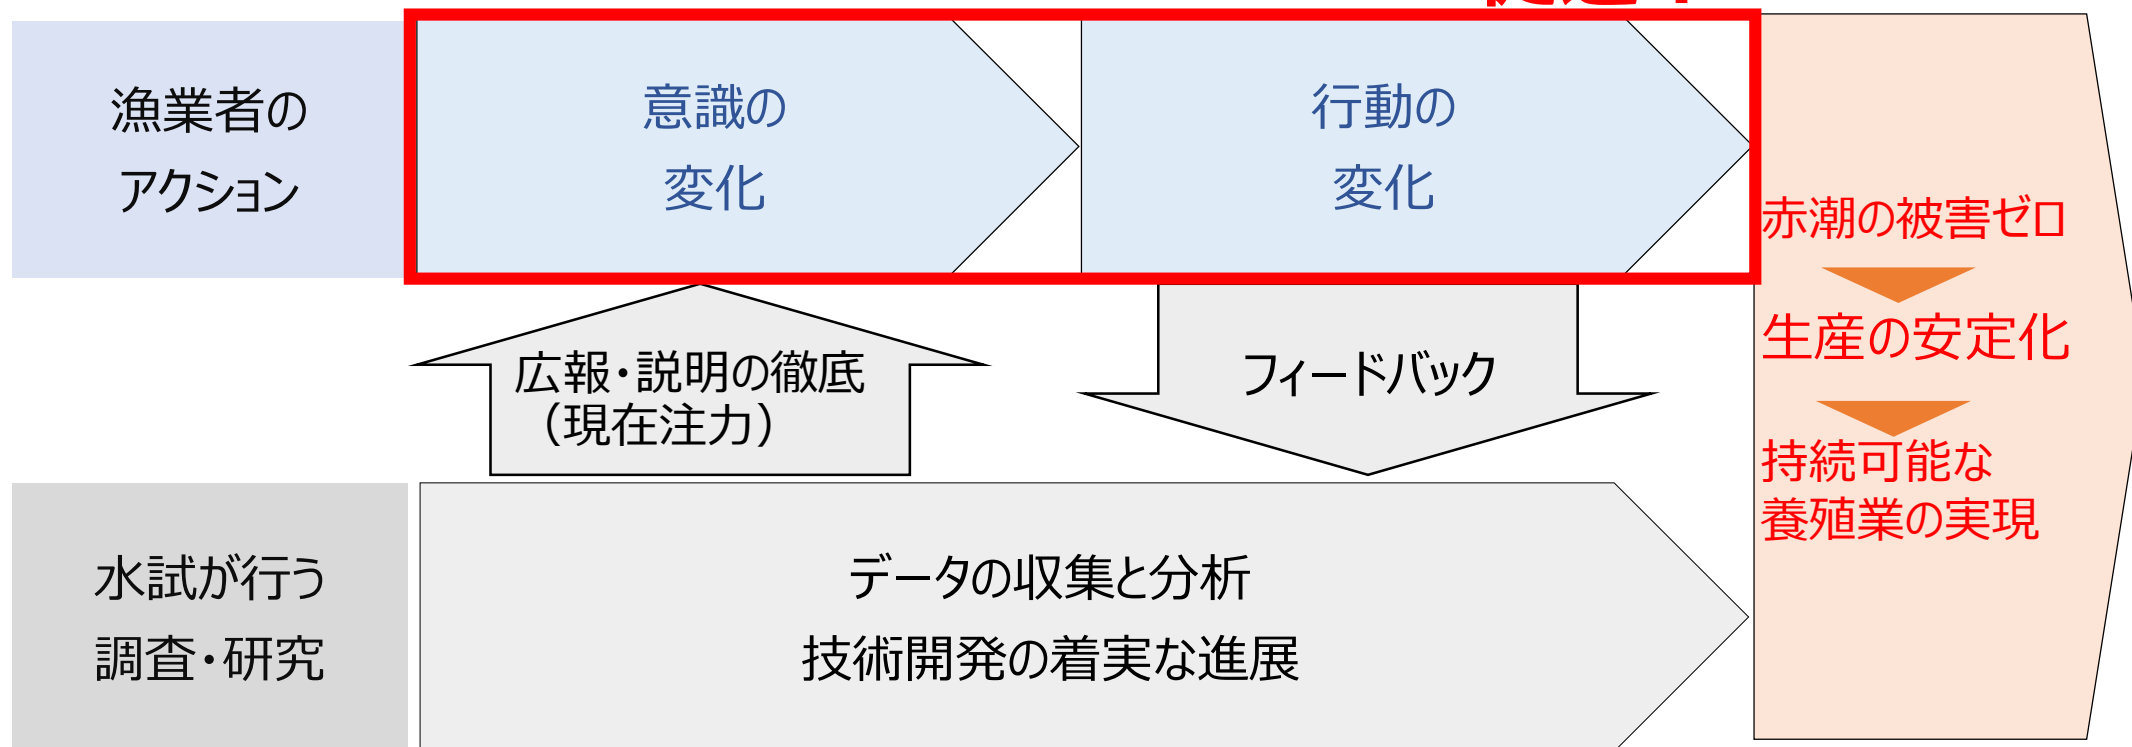 漁業者の
アクション
意識の
変化
行動の
変化
赤潮の被害ゼロ
生産の安定化
持続可能な
養殖業の実現
広報・説明の徹底
（現在注力）
フィードバック
水試が行う
調査・研究
データの収集と分析
技術開発の着実な進展